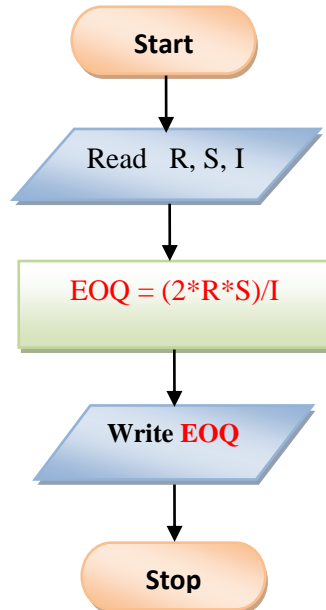 Start
Read R, S, I
EOQ = (2*R*S)/I
Write EOQ
Stop